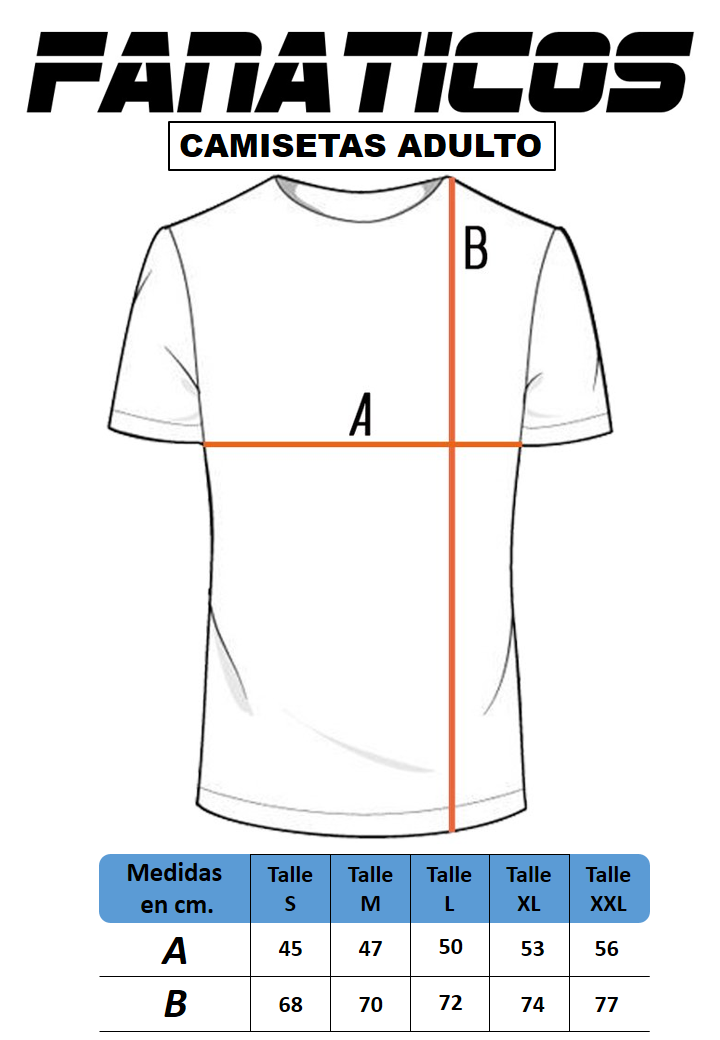 FANATICOS
CAMISETAS ADULTO
B
A
Medidas en cm. Talle S Talle M Talle L Talle XL Talle XXL
A 45 47 50 53 56
B 68 70 72 74 77